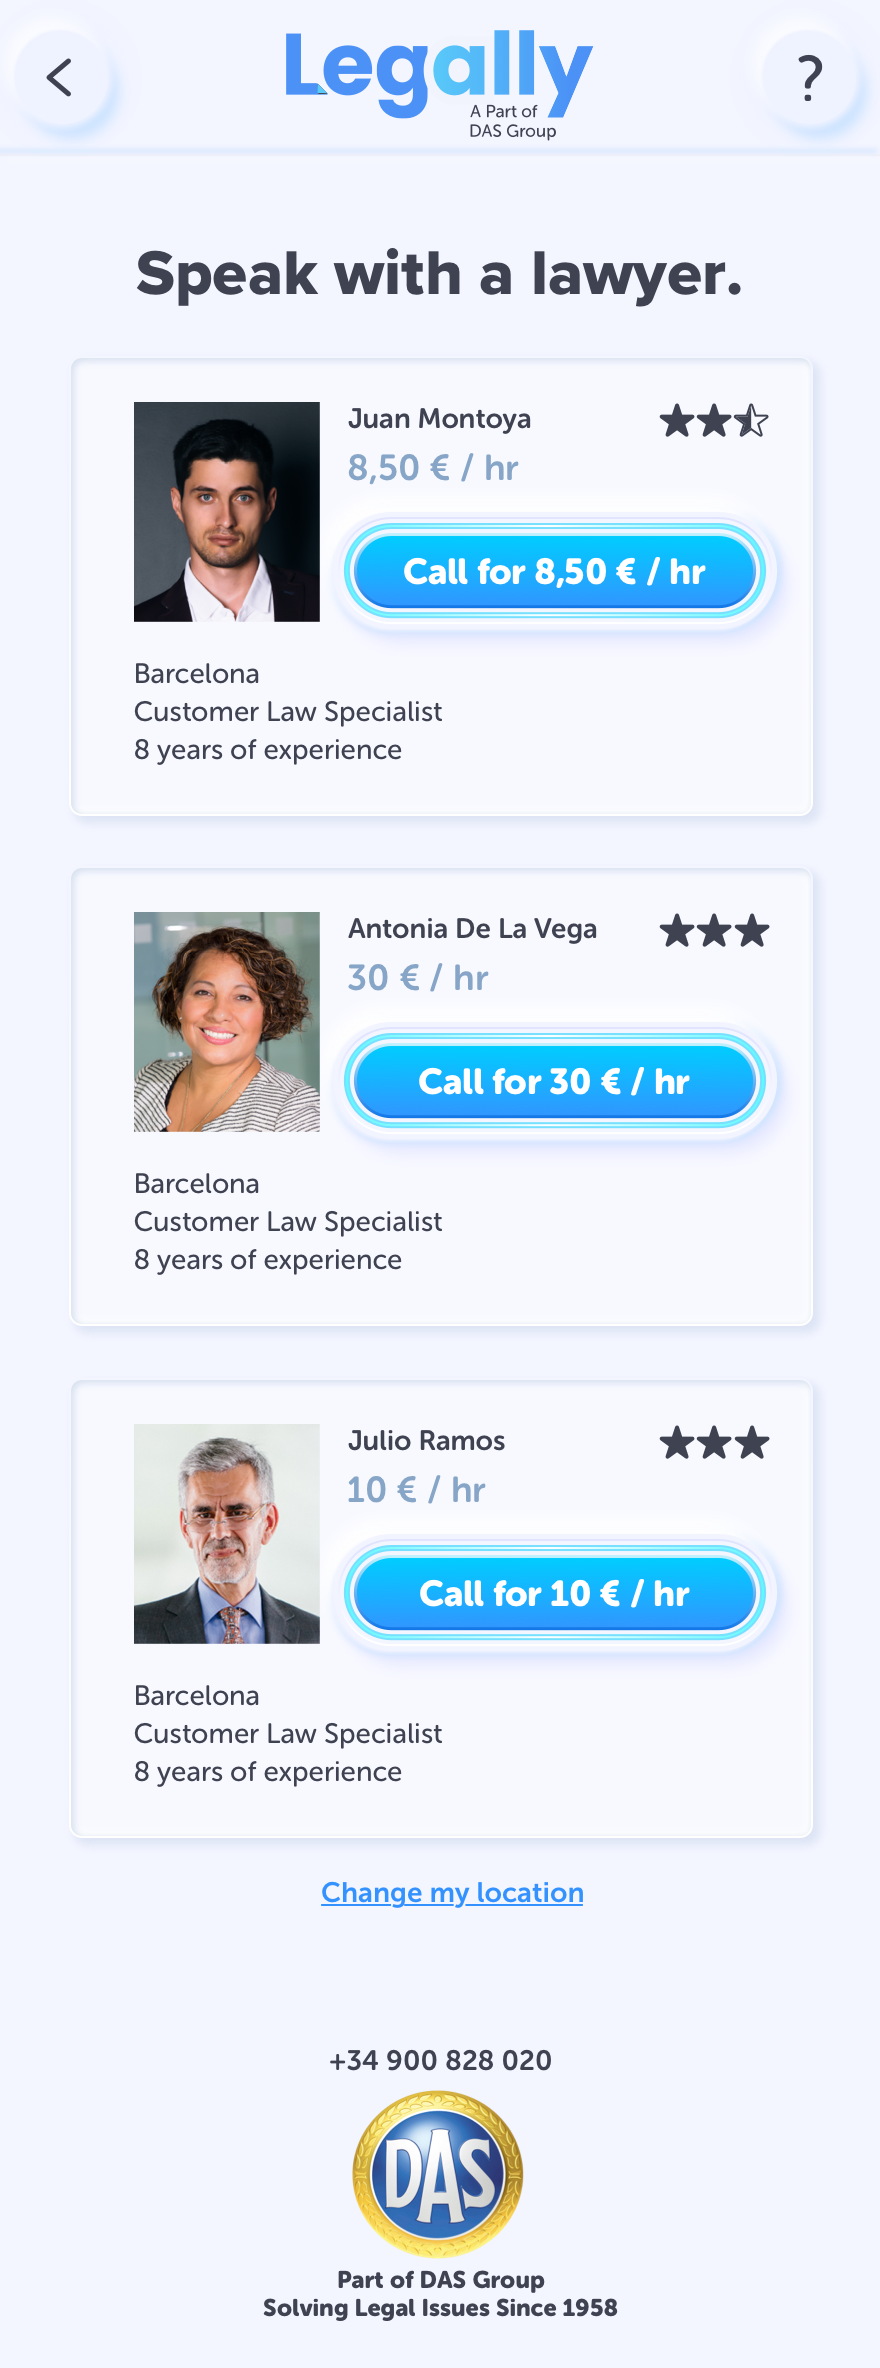 Legally
A Part of
DAS Group
?
Speak with a lawyer.
Juan Montoya
8,50 € / hr
Call for 8,50 € / hr
Barcelona
Customer Law Specialist
8 years of experience
Antonia De La Vega
30 € / hr
Call for 30 € / hr
Barcelona
Customer Law Specialist
8 years of experience
Julio Ramos
10 € / hr
Call for 10 € / hr
Barcelona
Customer Law Specialist
8 years of experience
Change my location
+34 900 828 020
DAS
Part of DAS Group
Solving Legal Issues Since 1958